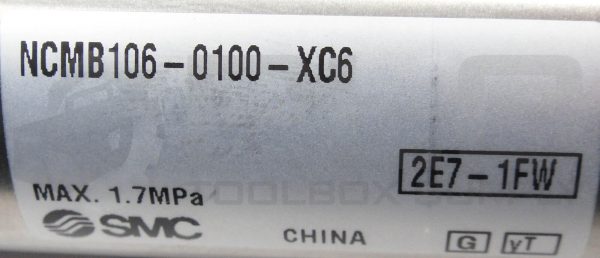 NCMB106-0100-XC6
2E7-1FW
MAX. 1.7MPa
SMC
CHINA
G yT